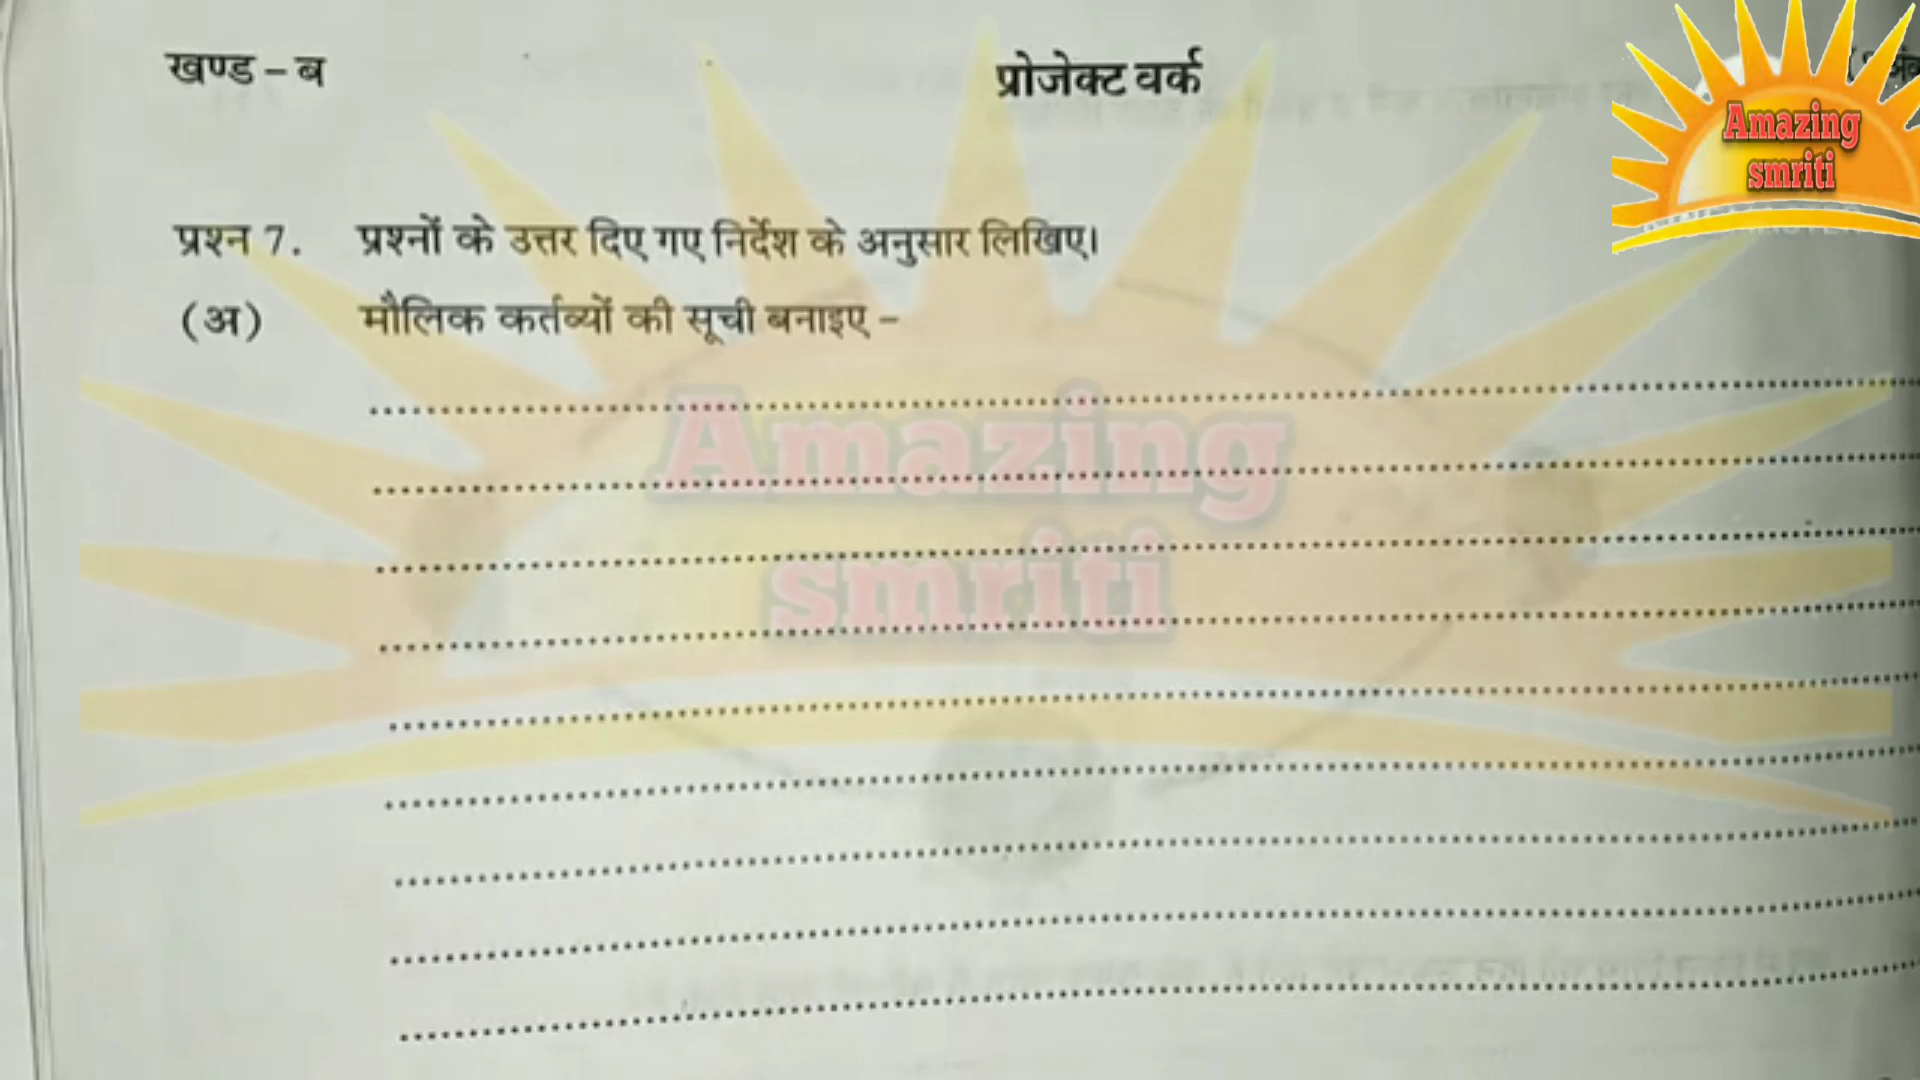 खण्ड – ब
प्रोजेक्ट वर्क
Amazing
smriti
प्रश्न 7. प्रश्नों के उत्तर दिए गए निर्देश के अनुसार लिखिए।
(अ) मौलिक कर्तव्यों की सूची बनाइए –
Amazing
smriti